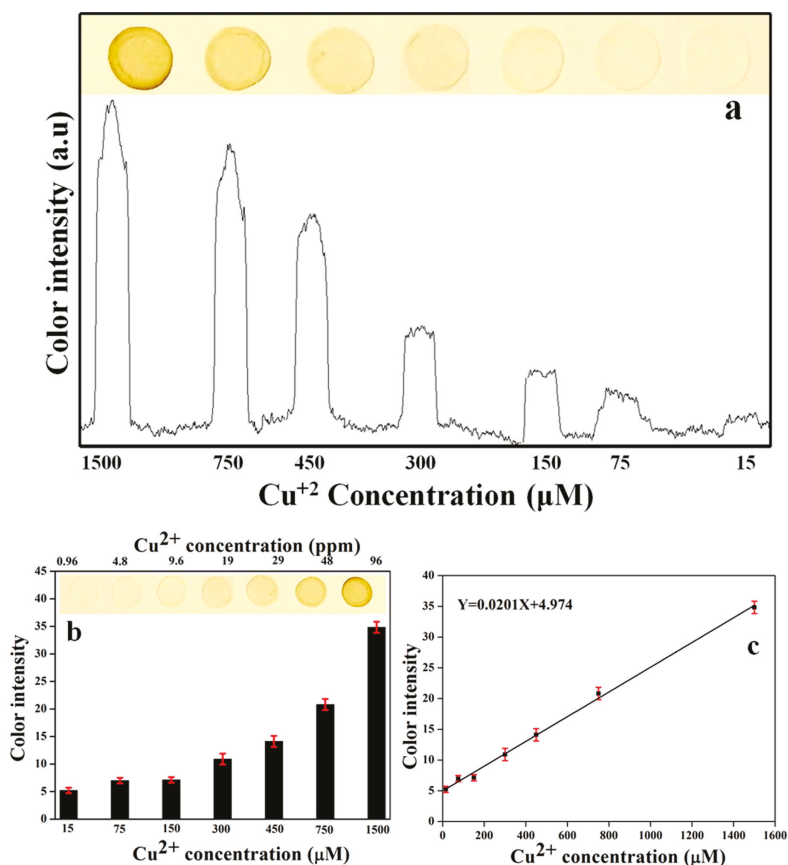 a
Color intensity (a.u)
1500 750 450 300 150 75 15
Cu⁺² Concentration (µM)
Cu²⁺ concentration (ppm)
0.96 4.8 9.6 19 29 48 96
b
Color intensity
45
40
35
30
25
20
15
10
5
0
15 75 150 300 450 750 1500
Cu²⁺ concentration (µM)
Y=0.0201X+4.974
c
Color intensity
40
35
30
25
20
15
10
5
0
0 200 400 600 800 1000 1200 1400 1600
Cu²⁺ concentration (µM)